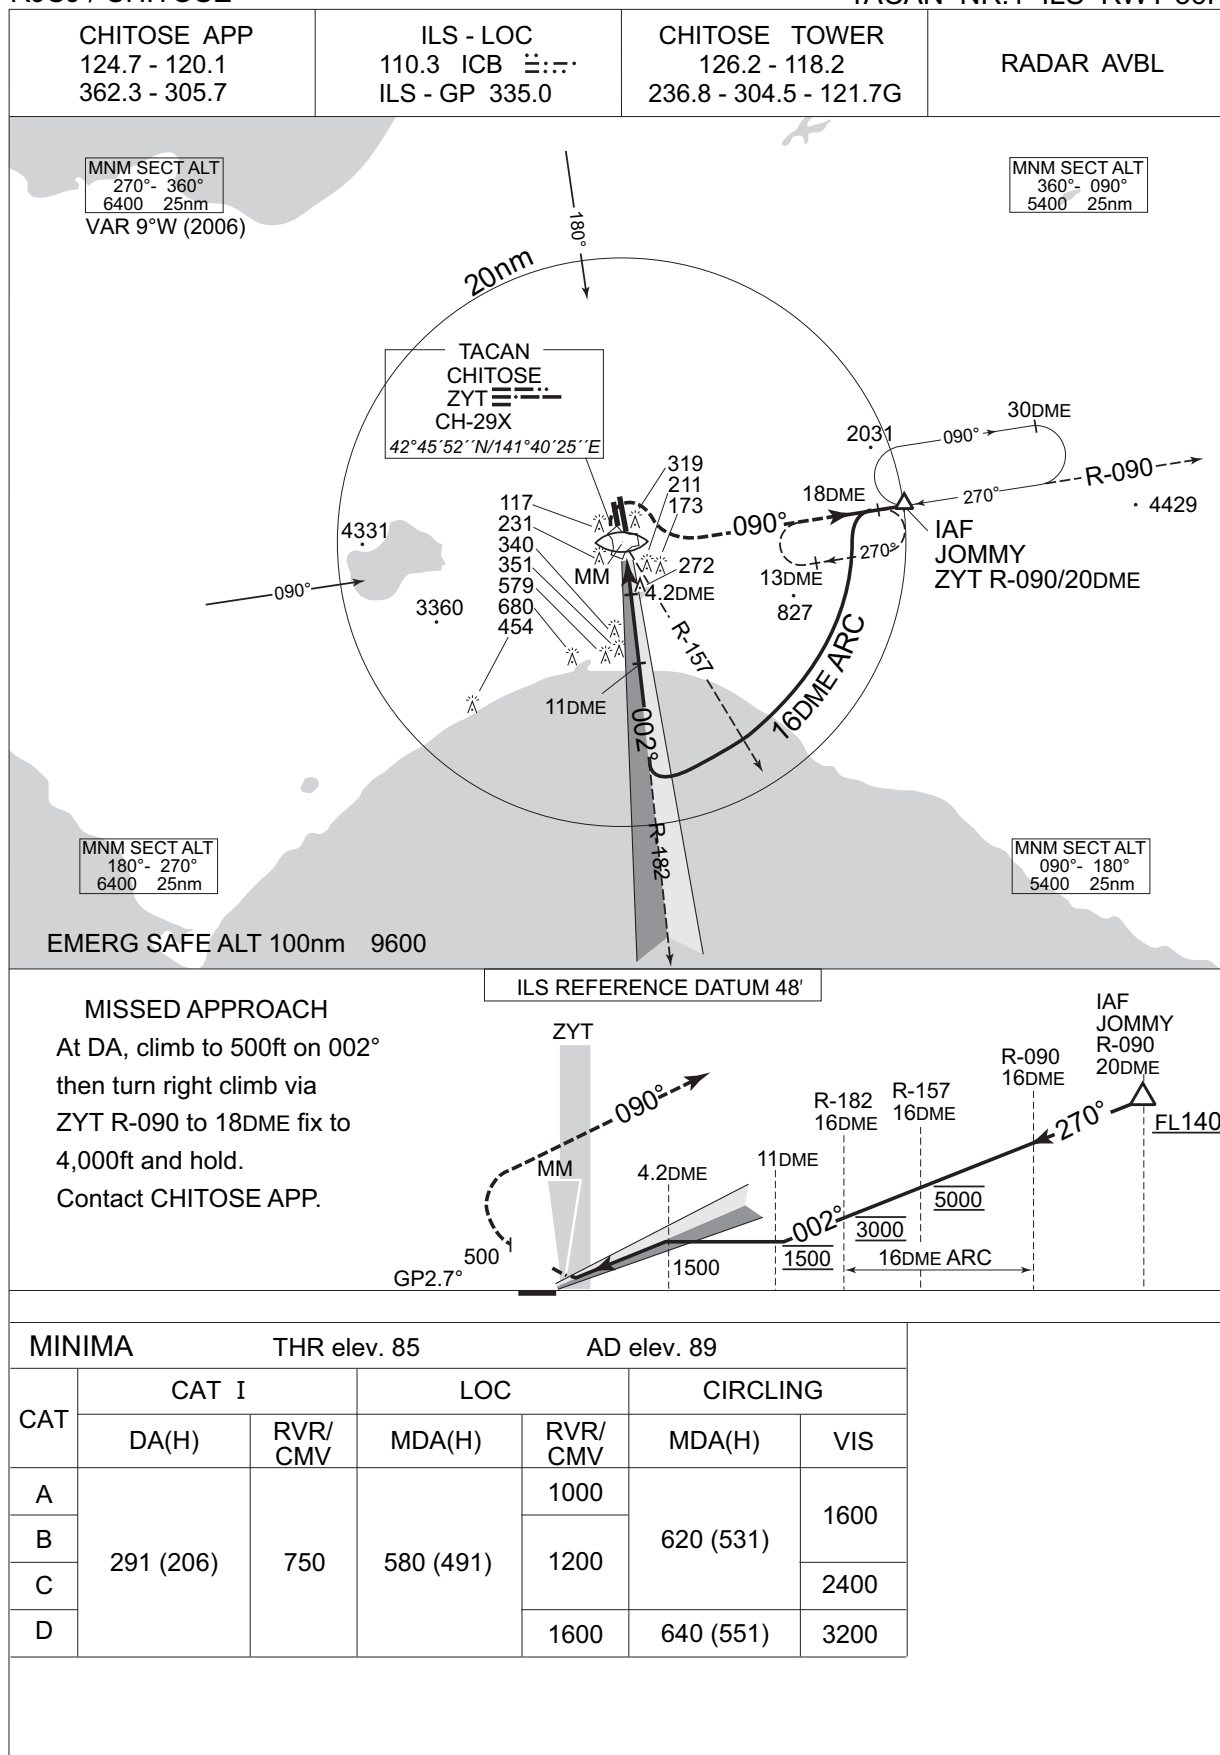 CHITOSE APP
124.7 - 120.1
362.3 - 305.7
ILS - LOC
110.3 ICB
ILS - GP 335.0
CHITOSE TOWER
126.2 - 118.2
236.8 - 304.5 - 121.7G
RADAR AVBL
MNM SECT ALT
270°- 360°
6400 25nm
VAR 9°W (2006)
MNM SECT ALT
360°- 090°
5400 25nm
180°
20nm
TACAN
CHITOSE
ZYT
CH-29X
42°45´52´´N/141°40´25´´E
30DME
2031
090°
R-090
270°
4429
18DME
090°
IAF
JOMMY
ZYT R-090/20DME
270°
13DME
827
319
211
173
117
231
340
351
579
680
454
272
MM
4.2DME
4331
3360
090°
R-157
16DME ARC
11DME
002°
R-182
MNM SECT ALT
180°- 270°
6400 25nm
MNM SECT ALT
090°- 180°
5400 25nm
EMERG SAFE ALT 100nm 9600
ILS REFERENCE DATUM 48′
MISSED APPROACH
At DA, climb to 500ft on 002°
then turn right climb via
ZYT R-090 to 18DME fix to
4,000ft and hold.
Contact CHITOSE APP.
ZYT
090°
MM
500
GP2.7°
4.2DME
1500
11DME
1500
002°
R-182
16DME
3000
R-157
16DME
5000
16DME ARC
R-090
16DME
270°
IAF
JOMMY
R-090
20DME
FL140
MINIMA THR elev. 85 AD elev. 89
CAT CAT I LOC CIRCLING
DA(H) RVR/CMV MDA(H) RVR/CMV MDA(H) VIS
A 291 (206) 750 580 (491) 1000 620 (531) 1600
B 1200
C 2400
D 1600 640 (551) 3200